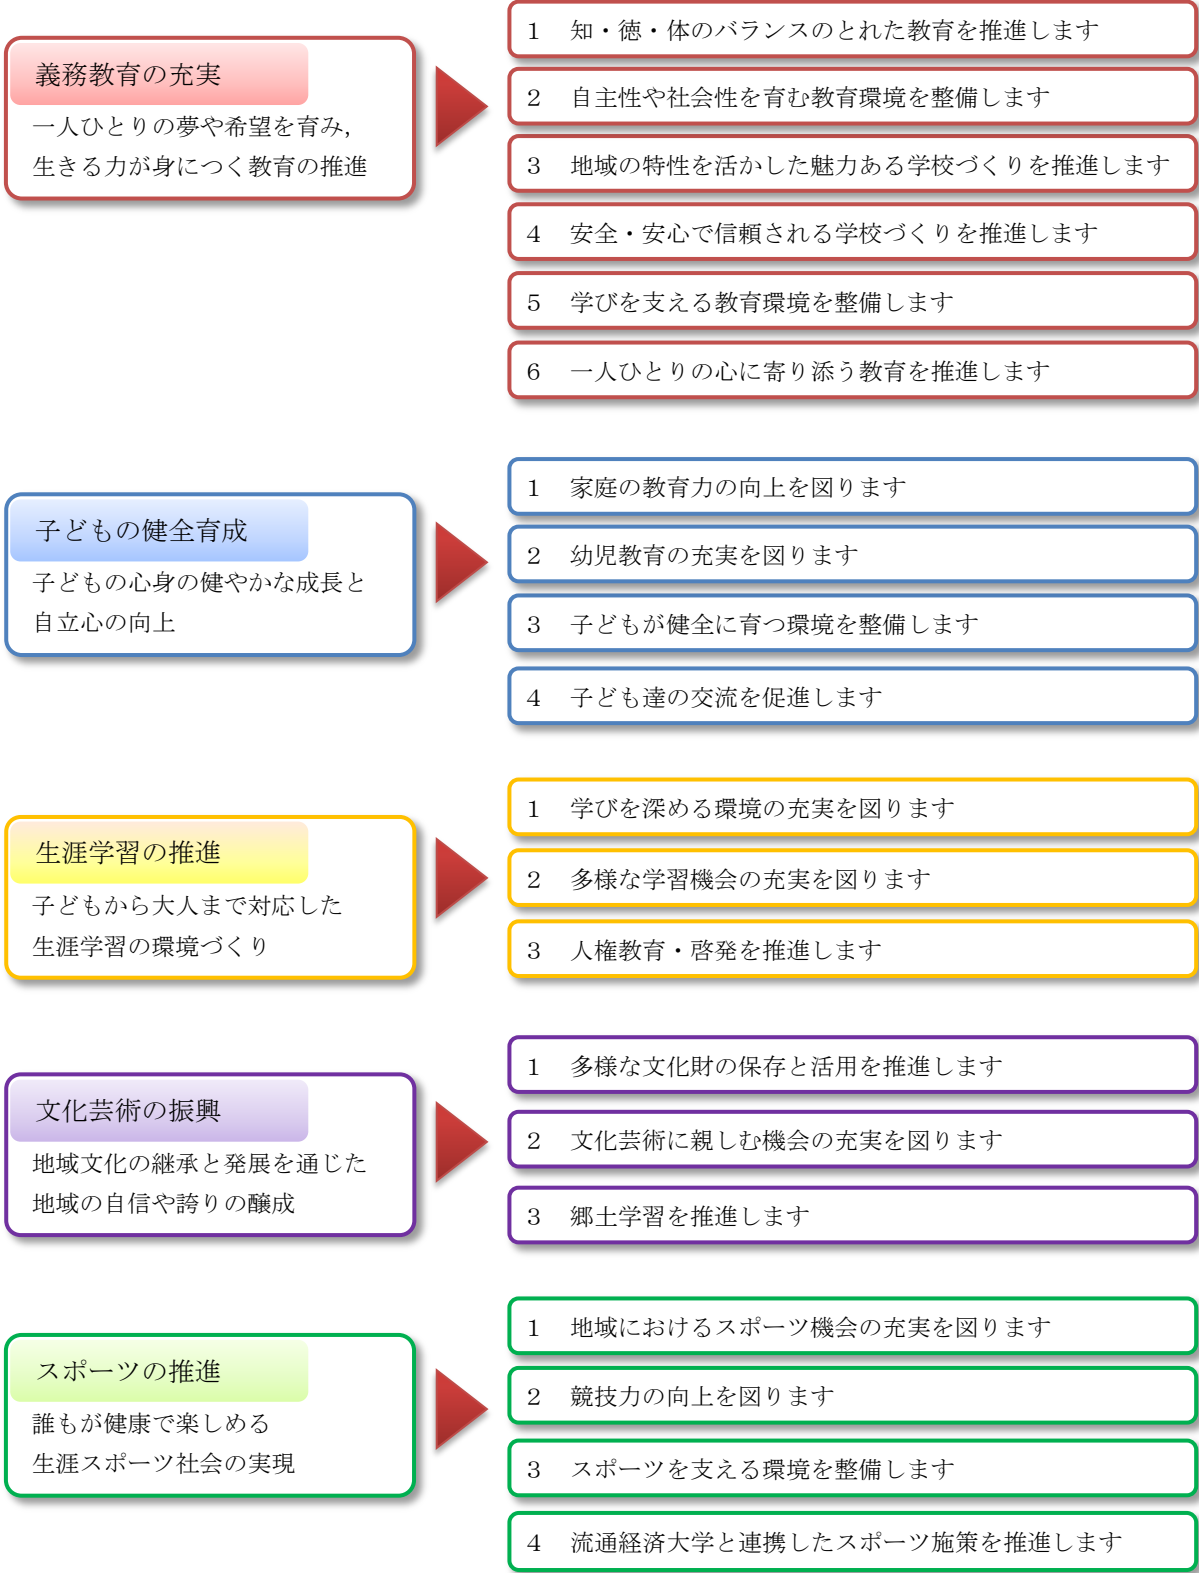 義務教育の充実
一人ひとりの夢や希望を育み，
生きる力が身につく教育の推進
１　知・徳・体のバランスのとれた教育を推進します
２　自主性や社会性を育む教育環境を整備します
３　地域の特性を活かした魅力ある学校づくりを推進します
４　安全・安心で信頼される学校づくりを推進します
５　学びを支える教育環境を整備します
６　一人ひとりの心に寄り添う教育を推進します
子どもの健全育成
子どもの心身の健やかな成長と
自立心の向上
１　家庭の教育力の向上を図ります
２　幼児教育の充実を図ります
３　子どもが健全に育つ環境を整備します
４　子ども達の交流を促進します
生涯学習の推進
子どもから大人まで対応した
生涯学習の環境づくり
１　学びを深める環境の充実を図ります
２　多様な学習機会の充実を図ります
３　人権教育・啓発を推進します
文化芸術の振興
地域文化の継承と発展を通じた
地域の自信や誇りの醸成
１　多様な文化財の保存と活用を推進します
２　文化芸術に親しむ機会の充実を図ります
３　郷土学習を推進します
スポーツの推進
誰もが健康で楽しめる
生涯スポーツ社会の実現
１　地域におけるスポーツ機会の充実を図ります
２　競技力の向上を図ります
３　スポーツを支える環境を整備します
４　流通経済大学と連携したスポーツ施策を推進します